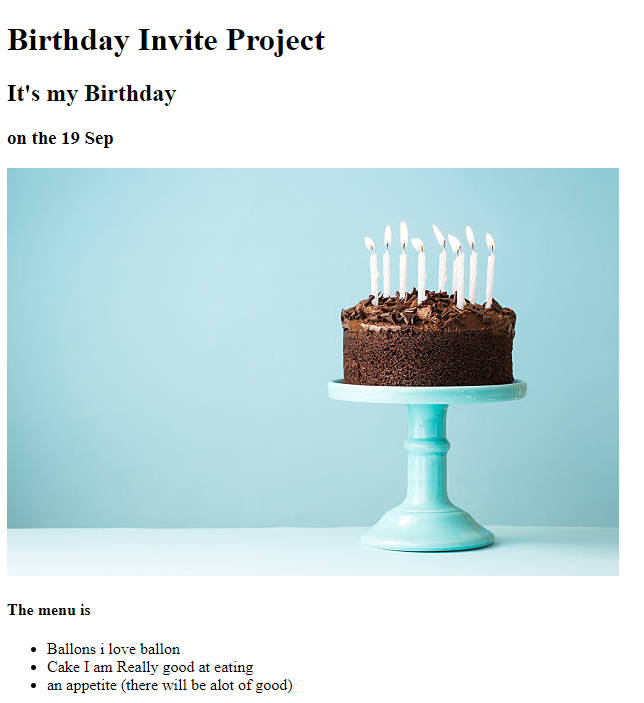 Birthday Invite Project
It's my Birthday
on the 19 Sep
The menu is
Ballons i love ballon
Cake I am Really good at eating
an appetite (there will be alot of good)